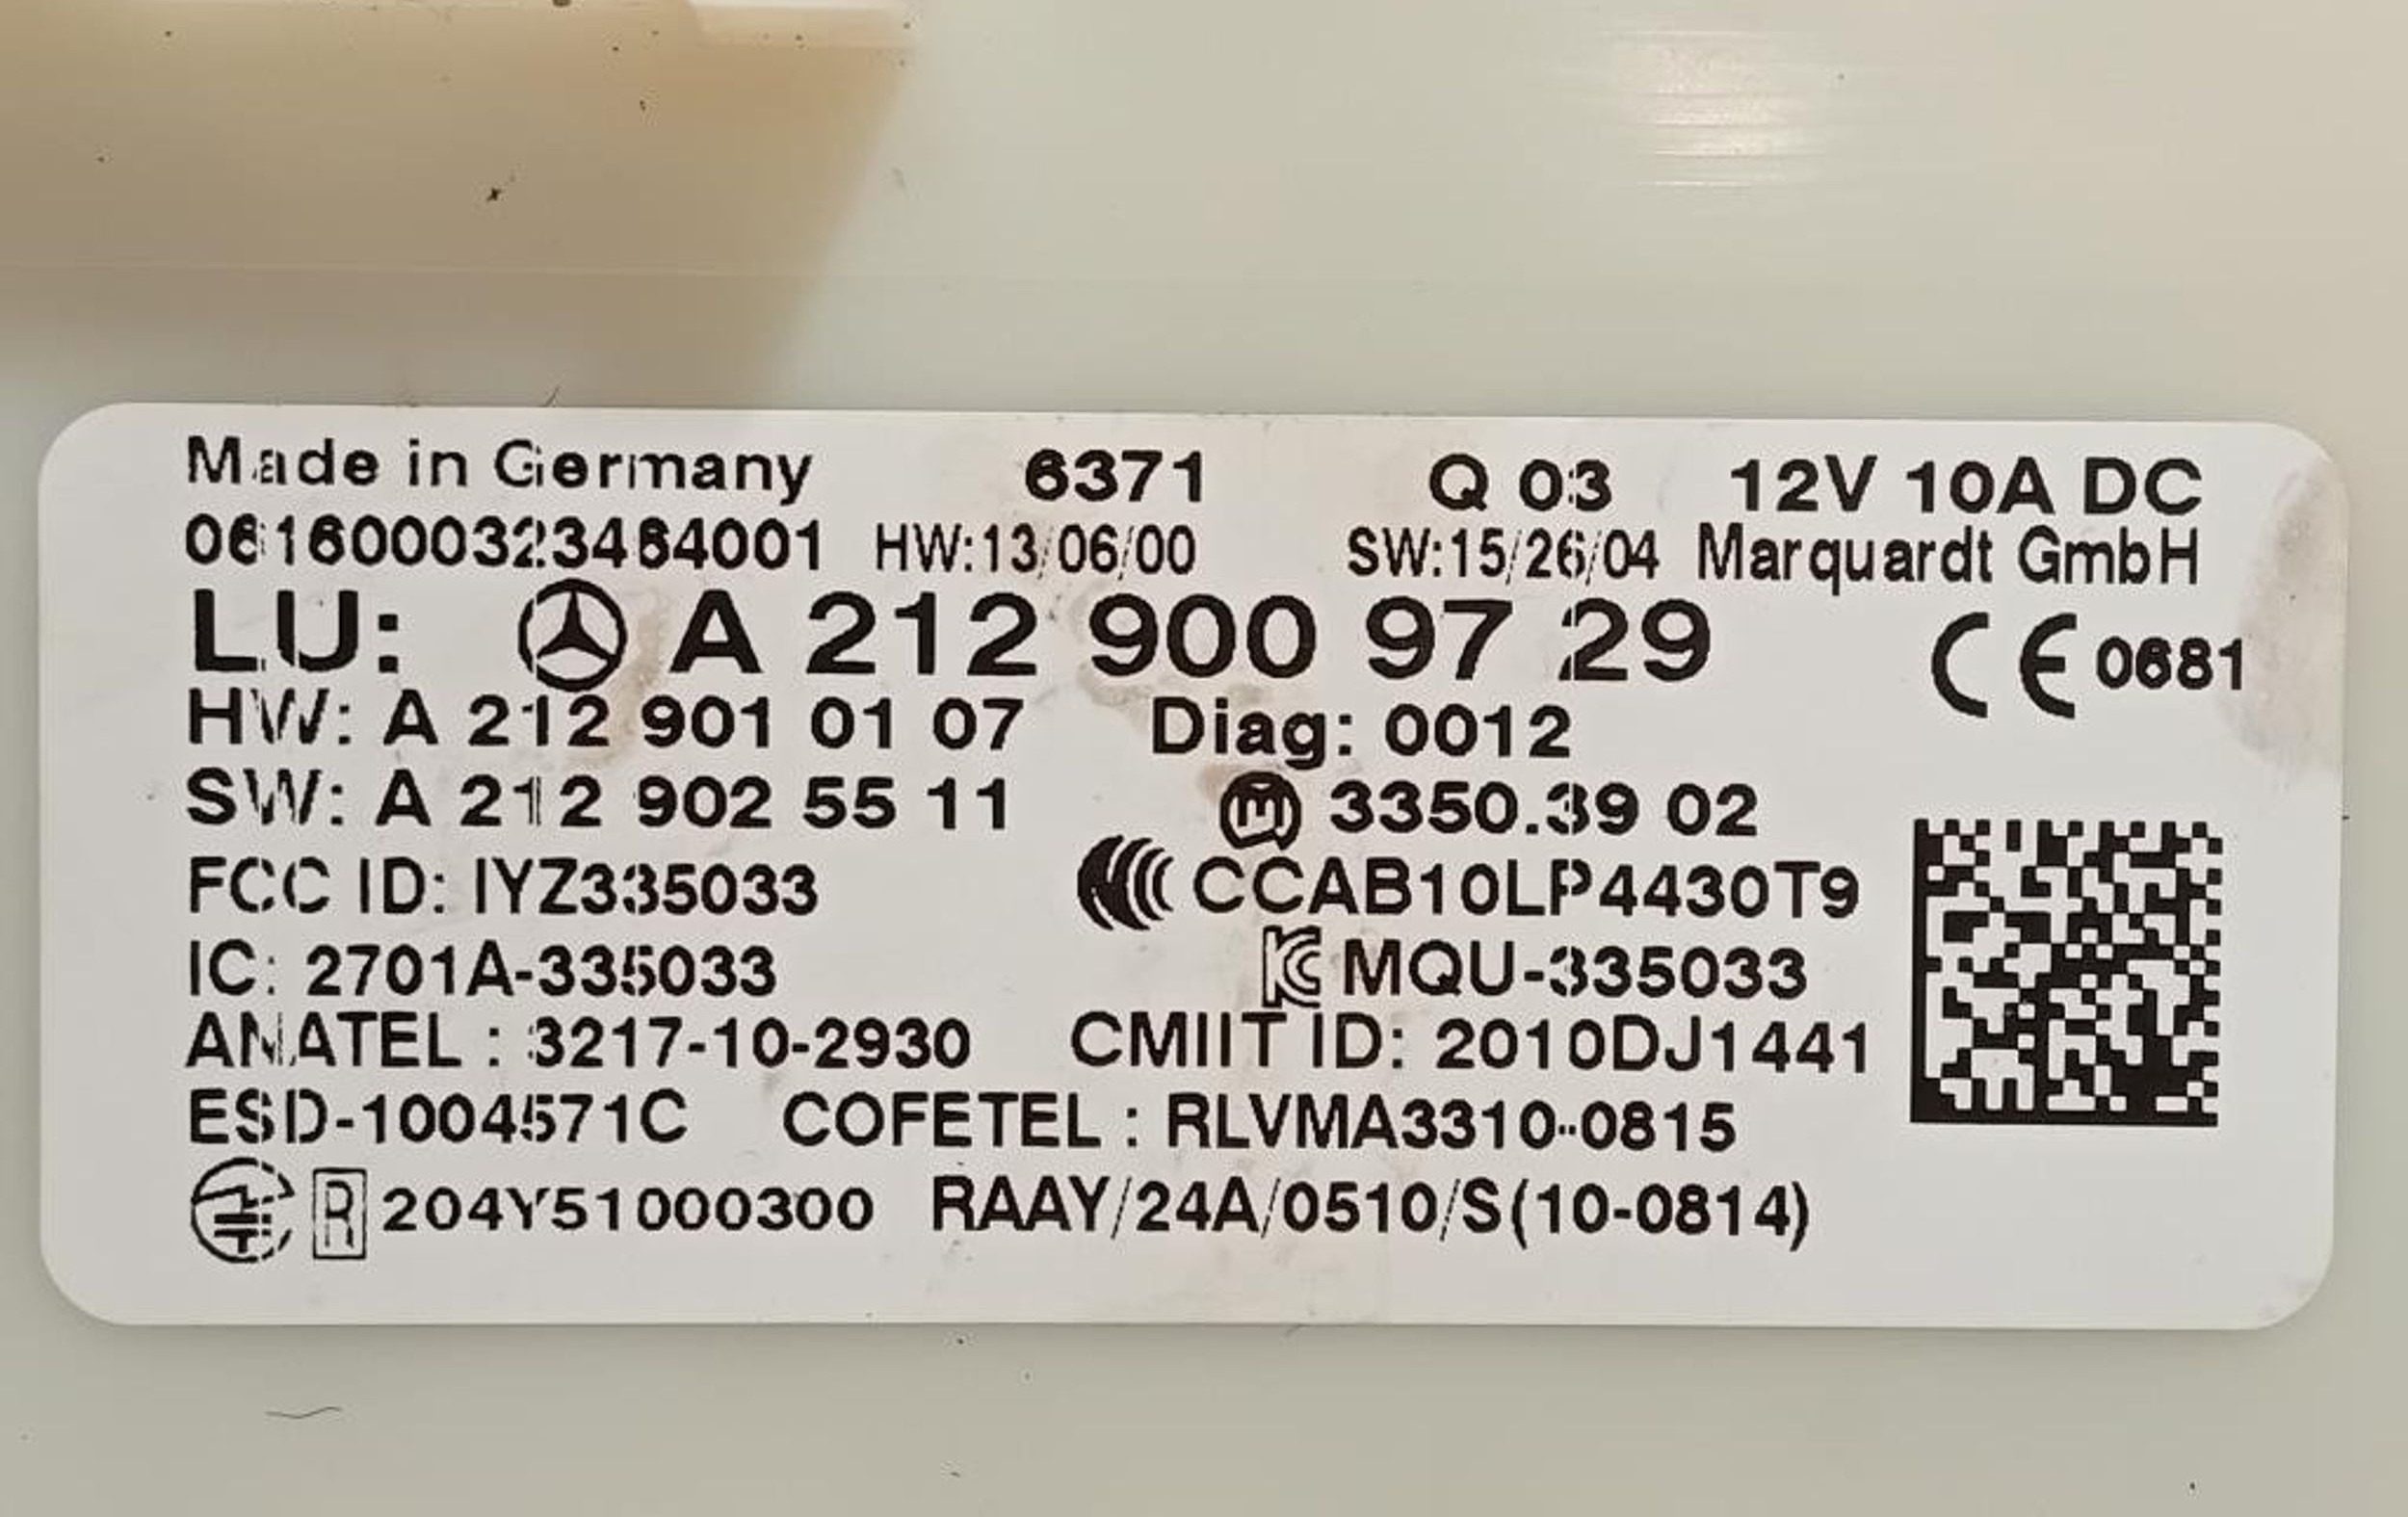 Made in Germany 6371 Q 03 12V 10A DC
0616000323464001 HW:13/06/00 SW:15/26/04 Marquardt GmbH
LU: A 212 900 97 29 CE 0681
HW: A 212 901 01 07 Diag: 0012
SW: A 212 902 55 11 3350.39 02
FCC ID: IYZ335033 CCAB10LP4430T9
IC: 2701A-335033 MQU-335033
ANATEL : 3217-10-2930 CMIIT ID: 2010DJ1441
ESD-1004571C COFETEL : RLVMA3310-0815
R 204Y51000300 RAAY/24A/0510/S(10-0814)